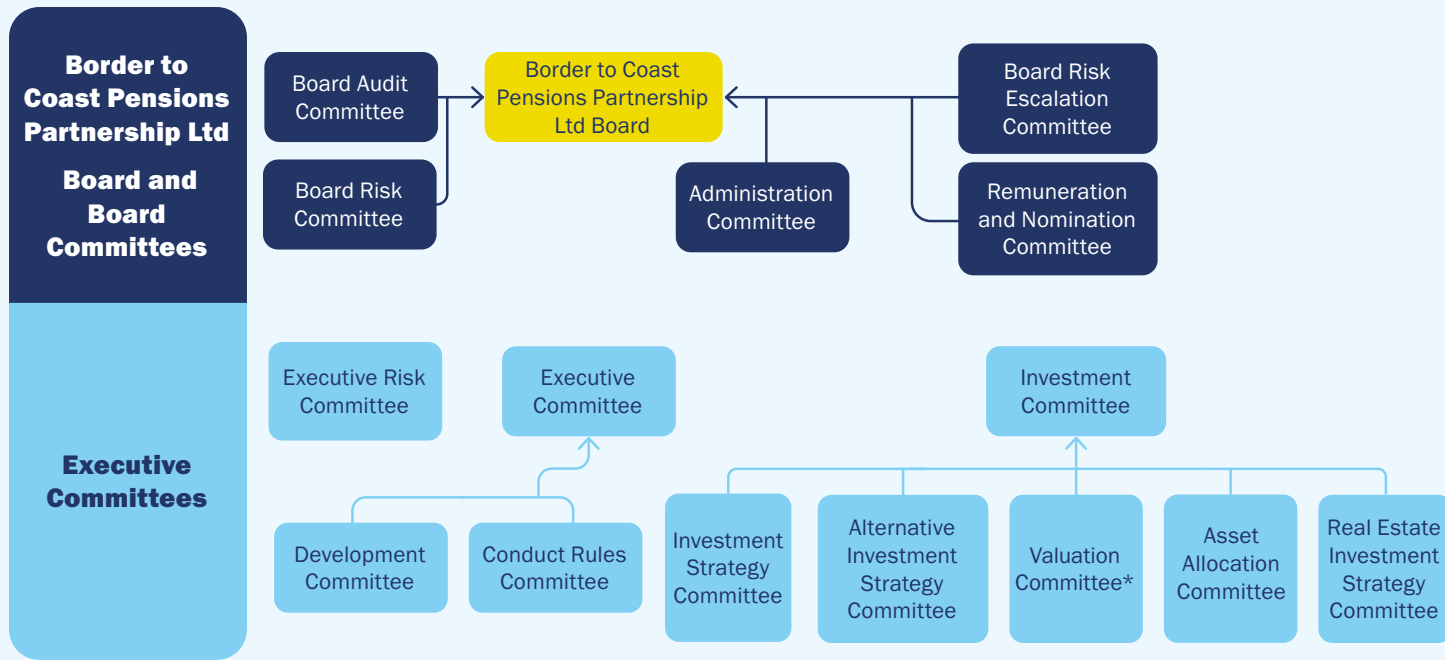 Border to
Coast Pensions
Partnership Ltd
Board and
Board
Committees
Board Audit
Committee
Border to Coast
Pensions Partnership
Ltd Board
Board Risk
Escalation
Committee
Board Risk
Committee
Administration
Committee
Remuneration
and Nomination
Committee
Executive
Committees
Executive Risk
Committee
Executive
Committee
Investment
Committee
Development
Committee
Conduct Rules
Committee
Investment
Strategy
Committee
Alternative
Investment
Strategy
Committee
Valuation
Committee*
Asset
Allocation
Committee
Real Estate
Investment
Strategy
Committee